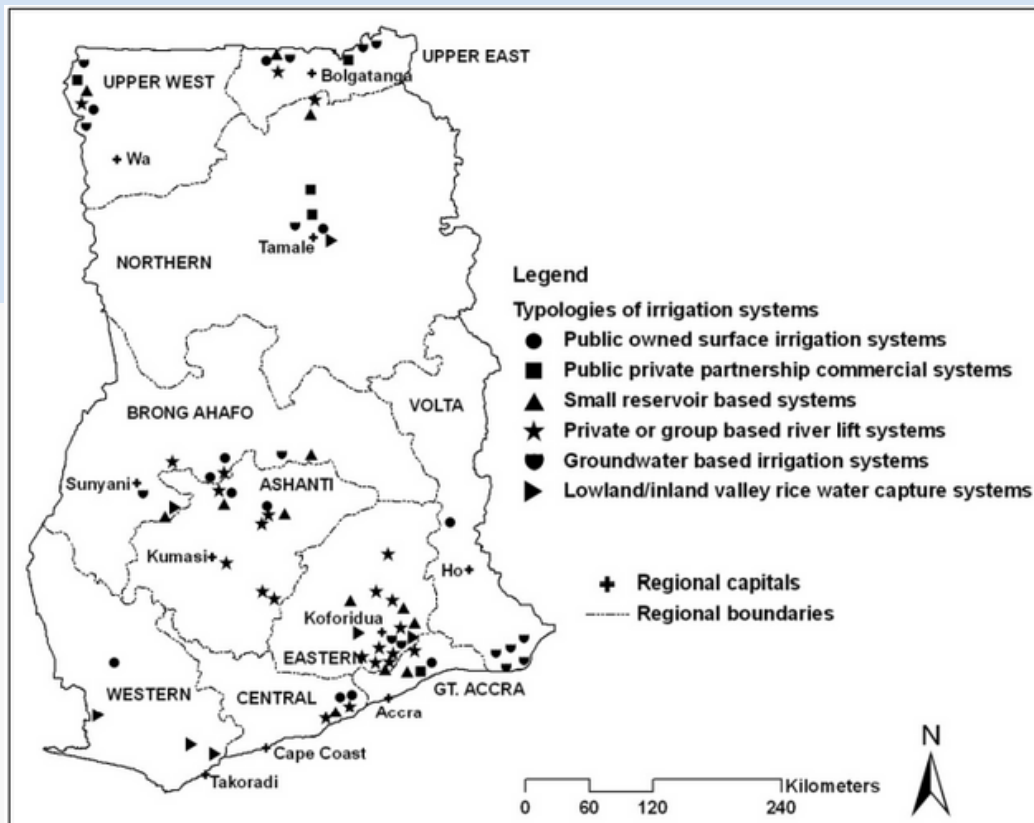 UPPER EAST
UPPER WEST
Bolgatanga
Wa
Tamale
NORTHERN
Legend
Typologies of irrigation systems
Public owned surface irrigation systems
Public private partnership commercial systems
Small reservoir based systems
Private or group based river lift systems
Groundwater based irrigation systems
Lowland/inland valley rice water capture systems
BRONG AHAFO
VOLTA
Sunyani
ASHANTI
Kumasi
Ho
Regional capitals
Regional boundaries
Koforidua
EASTERN
WESTERN
CENTRAL
GT. ACCRA
Accra
Cape Coast
Takoradi
N
Kilometers
0 60 120 240